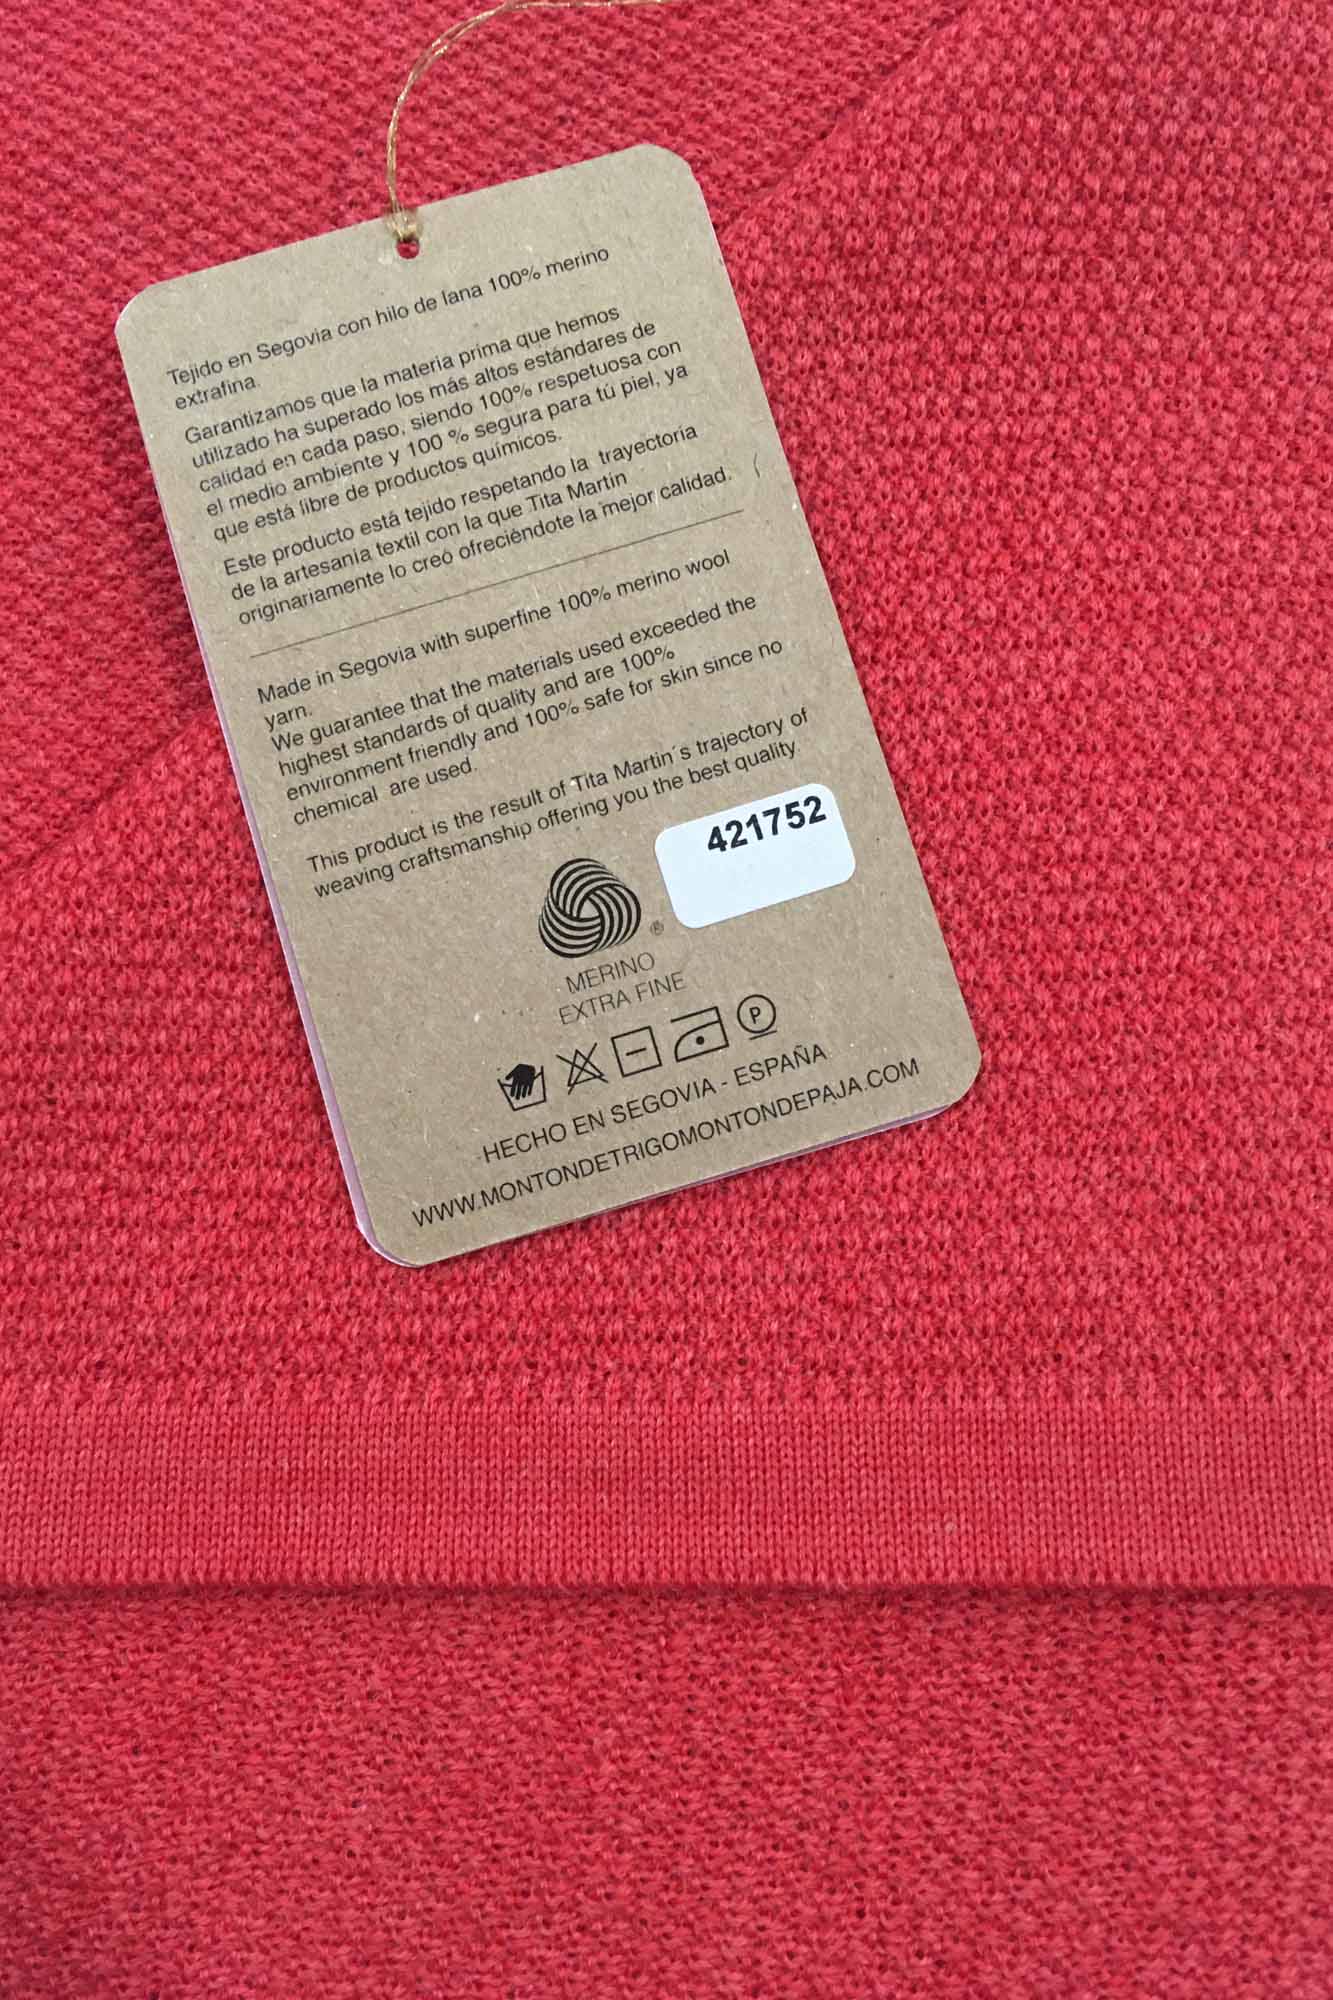 Tejido en Segovia con hilo de lana 100% merino
extrafina.
Garantizamos que la materia prima que hemos
utilizado ha superado los más altos estándares de
calidad en cada paso, siendo 100% respetuosa con
el medio ambiente y 100 % segura para tú piel, ya
que está libre de productos químicos.
Este producto está tejido respetando la trayectoria
de la artesanía textil con la que Tita Martín
originariamente lo creó ofreciéndote la mejor calidad.
Made in Segovia with superfine 100% merino wool
yarn.
We guarantee that the materials used exceeded the
highest standards of quality and are 100%
environment friendly and 100% safe for skin since no
chemical are used.
This product is the result of Tita Martin´s trajectory of
weaving craftsmanship offering you the best quality.
421752
®
MERINO
EXTRA FINE
P
HECHO EN SEGOVIA - ESPAÑA
WWW.MONTONDETRIGOMONTONDEPAJA.COM